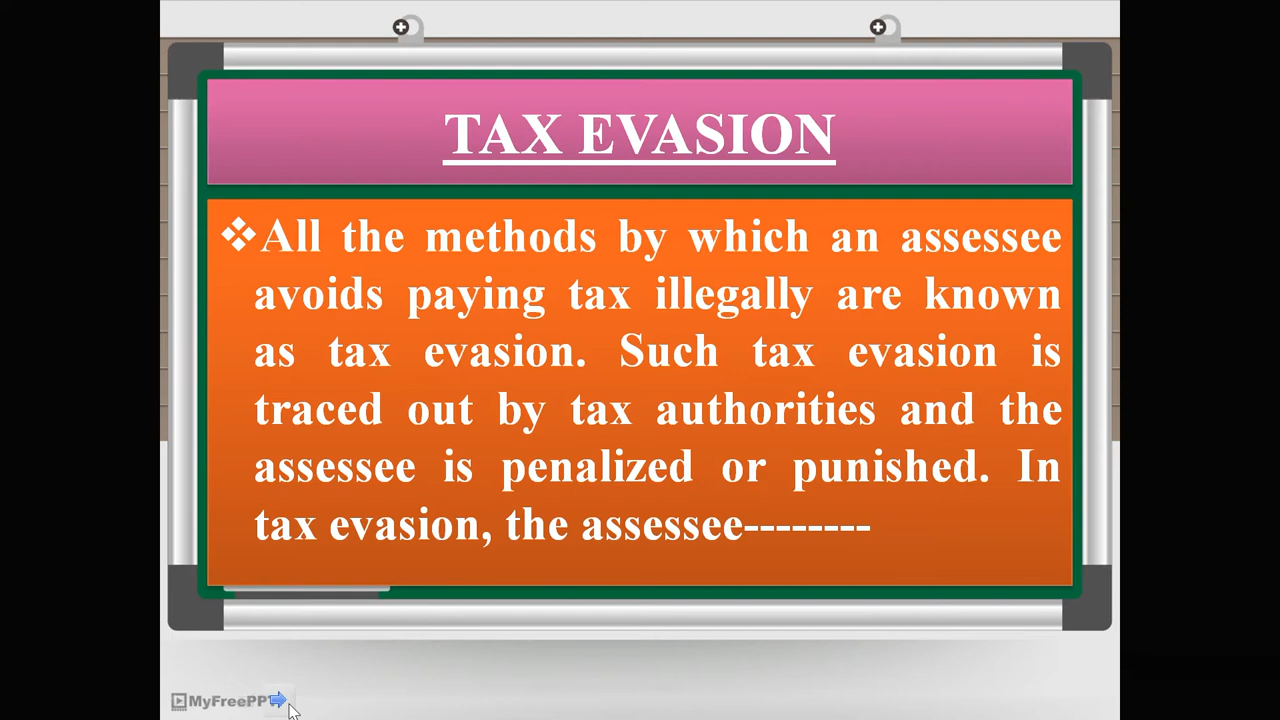 TAX EVASION
❖All the methods by which an assessee
avoids paying tax illegally are known
as tax evasion. Such tax evasion is
traced out by tax authorities and the
assessee is penalized or punished. In
tax evasion, the assessee--------
MyFreePP